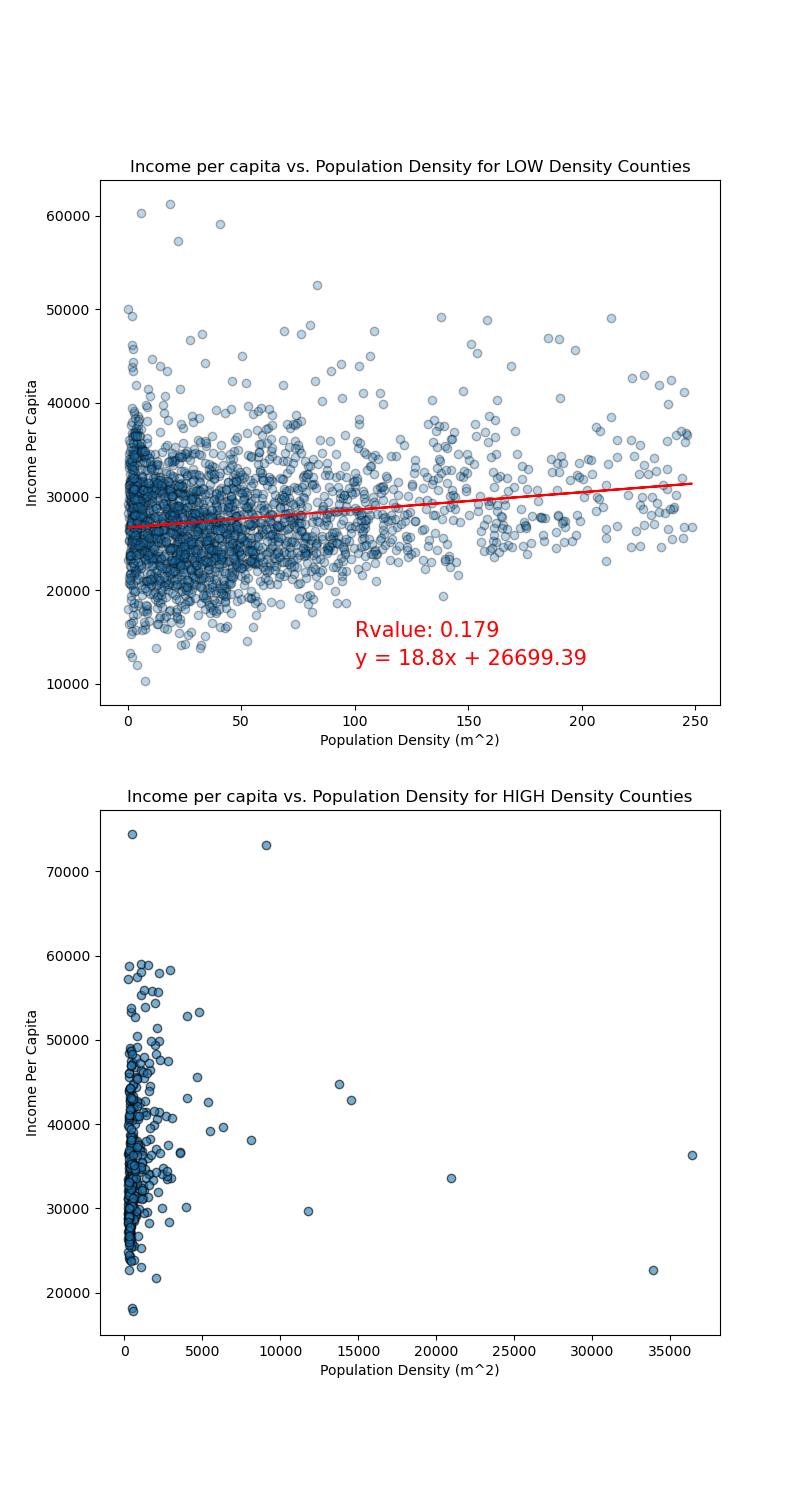 Income per capita vs. Population Density for LOW Density Counties
60000
50000
40000
30000
20000
10000
Income Per Capita
Rvalue: 0.179
y = 18.8x + 26699.39
0 50 100 150 200 250
Population Density (m^2)
Income per capita vs. Population Density for HIGH Density Counties
70000
60000
50000
40000
30000
20000
Income Per Capita
0 5000 10000 15000 20000 25000 30000 35000
Population Density (m^2)